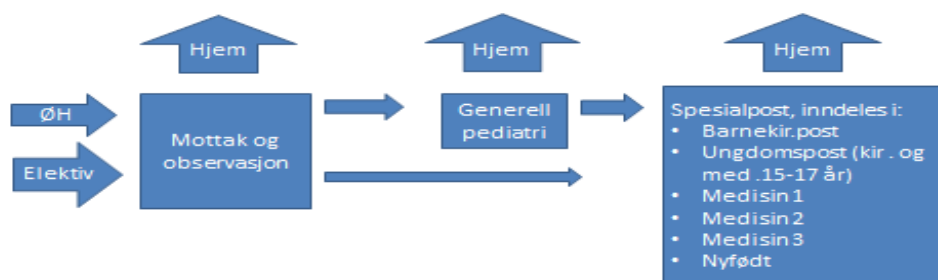 Hjem
Hjem
Hjem
ØH
Elektiv
Mottak og
observasjon
Generell
pediatri
Spesialpost, inndeles i:
• Barnekir.post
• Ungdomspost (kir. og
med .15-17 år)
• Medisin 1
• Medisin 2
• Medisin 3
• Nyfødt